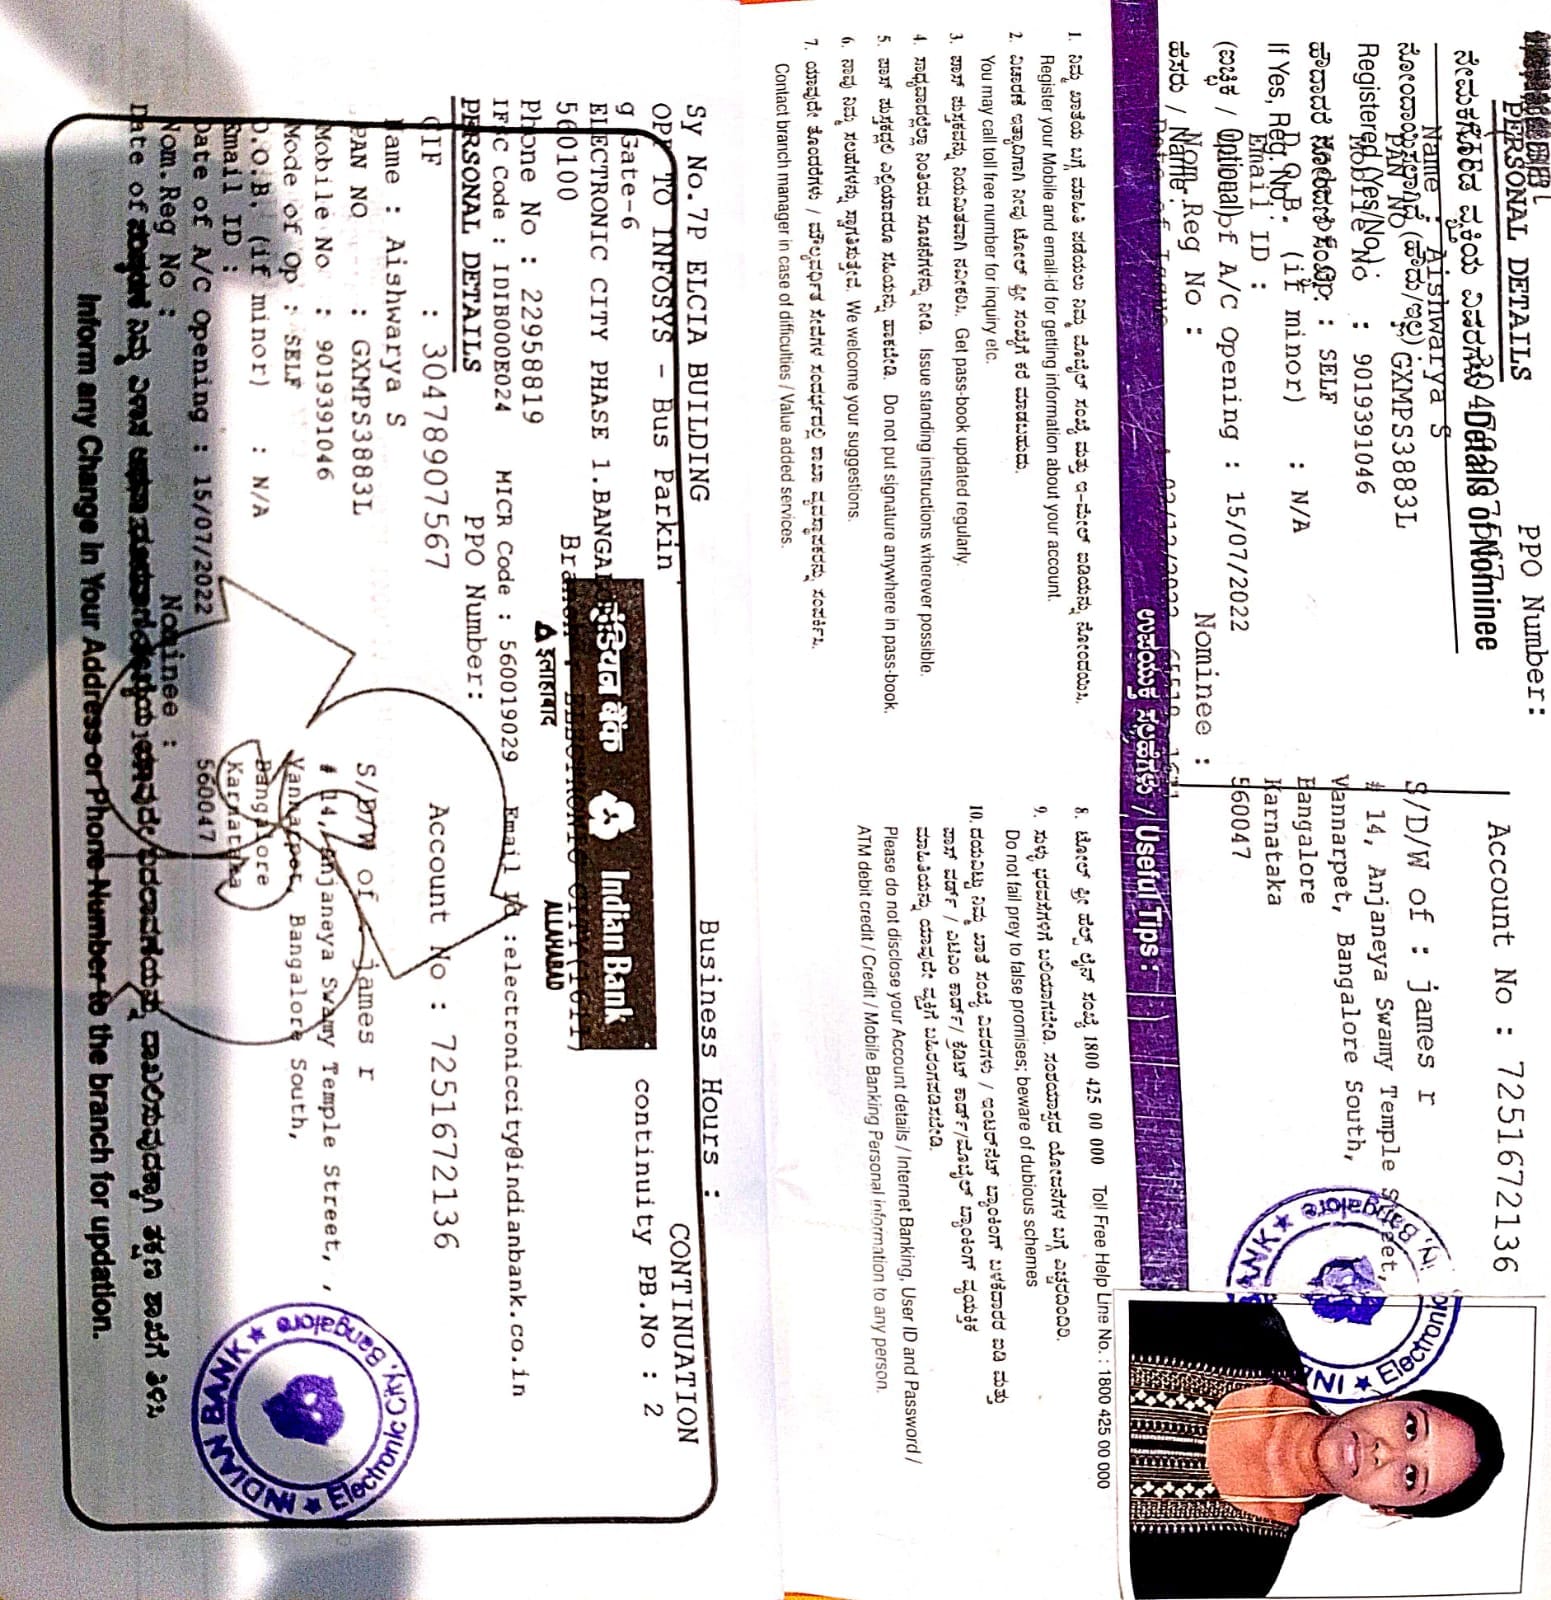 PERSONAL DETAILS PPO Number:
ನೇಮಕಗೊಂಡ ವ್ಯಕ್ತಿಯ ವಿವರಗಳು Details of Nominee
Account No : 7251672136
Name : Aishwarya S
ನೋಂದಾಯಿಸಲಾಗಿದೆ (ಹೌದು/ಇಲ್ಲ) :
PAN NO : GXMPS3883L
Registered (Yes/No) :
Mobile No : 9019391046
ಹೌದಾದರೆ ನೋಂದಣಿ ಸಂಖ್ಯೆ:
Mode of Op : SELF
D.O.B. (if minor) : N/A
If Yes, Reg. No :
Email ID :
(ಐಚ್ಛಿಕ / Optional)
of A/C Opening : 15/07/2022
Nom.Reg No : Nominee :
ಹೆಸರು / Name :
Date of Issue : 02/12/2022
S/D/W of : james r
# 14, Anjaneya Swamy Temple Street,
Vannarpet, Bangalore South,
Bangalore
Karnataka
560047
ಉಪಯುಕ್ತ ಸಲ್ರಹೆಗಳು / Useful Tips :
1. ನಿಮ್ಮ ಖಾತೆಯ ಬಗ್ಗೆ ಮಾಹಿತಿ ಪಡೆಯಲು ನಿಮ್ಮ ಮೊಬೈಲ್ ಸಂಖ್ಯೆ ಮತ್ತು ಇ-ಮೇಲ್ ಐಡಿಯನ್ನು ನೋಂದಯಿಸಿ.
Register your Mobile and email-id for getting information about your account.
2. ವಿಚಾರಣೆ ಇತ್ಯಾದಿಗಾಗಿ ನೀವು ಟೋಲ್ ಫ್ರೀ ಸಂಖ್ಯೆಗೆ ಕರೆ ಮಾಡಬಹುದು.
You may call toll free number for inquiry etc.
3. ಪಾಸ್ ಪುಸ್ತಕವನ್ನು ನಿಯಮಿತವಾಗಿ ನವೀಕರಿಸಿ. Get pass-book updated regularly.
4. ಸಾಧ್ಯವಾದಲ್ಲೆಲ್ಲಾ ನಿಂತಿರುವ ಸೂಚನೆಗಳನ್ನು ನೀಡಿ. Issue standing instructions wherever possible.
5. ಪಾಸ್ ಪುಸ್ತಕದಲ್ಲಿ ಎಲ್ಲಿಯಾದರೂ ಸಹಿಯನ್ನು ಹಾಕಬೇಡಿ. Do not put signature anywhere in pass-book.
6. ನಾವು ನಿಮ್ಮ ಸಲಹೆಗಳನ್ನು ಸ್ವಾಗತಿಸುತ್ತೇವೆ. We welcome your suggestions.
7. ಯಾವುದೇ ತೊಂದರೆಗಳು / ಮೌಲ್ಯವರ್ಧಿತ ಸೇವೆಗಳ ಸಂದರ್ಭದಲ್ಲಿ ಶಾಖಾ ವ್ಯವಸ್ಥಾಪಕರನ್ನು ಸಂಪರ್ಕಿಸಿ.
Contact branch manager in case of difficulties / Value added services.
8. ಟೋಲ್ ಫ್ರೀ ಹೆಲ್ಪ್ ಲೈನ್ ಸಂಖ್ಯೆ 1800 425 00 000 Toll Free Help Line No. : 1800 425 00 000
9. ಸುಳ್ಳು ಭರವಸೆಗಳಿಗೆ ಬಲಿಯಾಗಬೇಡಿ. ಸಂಶಯಾಸ್ಪದ ಯೋಜನೆಗಳ ಬಗ್ಗೆ ಎಚ್ಚರದಿಂದಿರಿ.
Do not fail prey to false promises; beware of dubious schemes
10. ದಯವಿಟ್ಟು ನಿಮ್ಮ ಖಾತೆ ಸಂಖ್ಯೆ ವಿವರಗಳು / ಇಂಟರ್‌ನೆಟ್ ಬ್ಯಾಂಕಿಂಗ್ ಬಳಕೆದಾರರ ಐಡಿ ಮತ್ತು
ಪಾಸ್ ವರ್ಡ್ / ಎಟಿಎಂ ಕಾರ್ಡ್/ ಕ್ರೆಡಿಟ್ ಕಾರ್ಡ್/ಮೊಬೈಲ್ ಬ್ಯಾಂಕಿಂಗ್ ವೈಯಕ್ತಿಕ
ಮಾಹಿತಿಯನ್ನು ಯಾವುದೇ ವ್ಯಕ್ತಿಗೆ ಬಹಿರಂಗಪಡಿಸಬೇಡಿ.
Please do not disclose your Account details / Internet Banking, User ID and Password /
ATM debit credit / Credit / Mobile Banking Personal information to any person.
Sy No.7P ELCIA BUILDING Business Hours :
OPP TO INFOSYS - Bus Parkin CONTINUATION
g Gate-6 continuity PB.No : 2
इंडियन बैंक Indian Bank
ELECTRONIC CITY PHASE 1.BANGALORE
560100 Branch : ELECTRONIC CITY(1611)
इलाहाबाद ALLAHABAD
Phone No : 22958819
IFSC Code : IDIB000E024 MICR Code : 560019029 Email Id :electroniccity@indianbank.co.in
PERSONAL DETAILS PPO Number:
CIF : 30478907567 Account No : 7251672136
Name : Aishwarya S
PAN NO : GXMPS3883L S/D/W of : james r
Mobile No : 9019391046 # 14, Anjaneya Swamy Temple Street, ,
Mode of Op : SELF Vannarpet, Bangalore South,
D.O.B. (if minor) : N/A Bangalore
Email ID : Karnataka
Date of A/C Opening : 15/07/2022 560047
Nom.Reg No : Nominee :
Date of
ನಿಮ್ಮ ವಿಳಾಸ ಯಾವುದೇ ಬದಲಾವಣೆಯನ್ನು ದಾಖಲಿಸುವುದಕ್ಕಾಗಿ ತಕ್ಷಣ ಶಾಖೆಗೆ ತಿಳಿಸಿ
Inform any Change in Your Address or Phone Number to the branch for updation.
INDIAN BANK ★ Electronic City, Bangalore ★